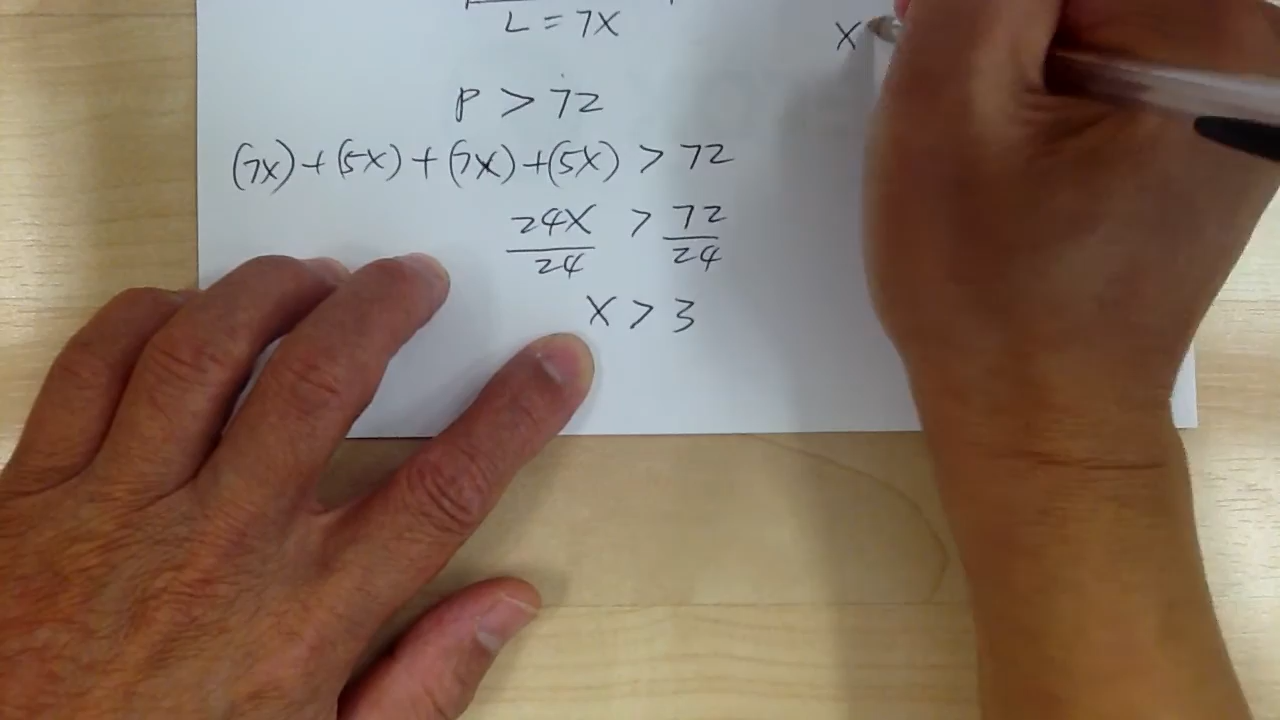 L = 7X
X
P > 72
(7X) + (5X) + (7X) + (5X) > 72
24X > 72
24 24
X > 3